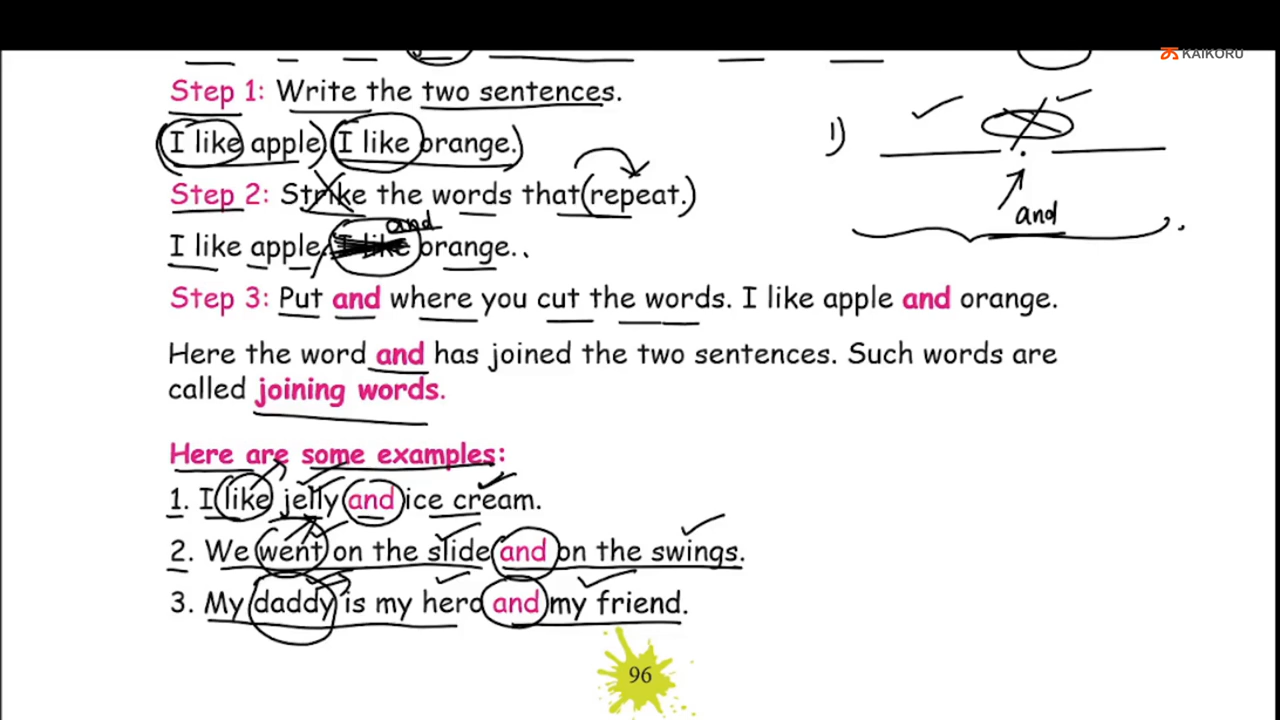 KAIKORU
Step 1: Write the two sentences.
I like apple. I like orange.
1)
Step 2: Strike the words that repeat.
and
and
I like apple. I like orange.
Step 3: Put and where you cut the words. I like apple and orange.
Here the word and has joined the two sentences. Such words are
called joining words.
Here are some examples:
1. I like jelly and ice cream.
2. We went on the slide and on the swings.
3. My daddy is my hero and my friend.
96